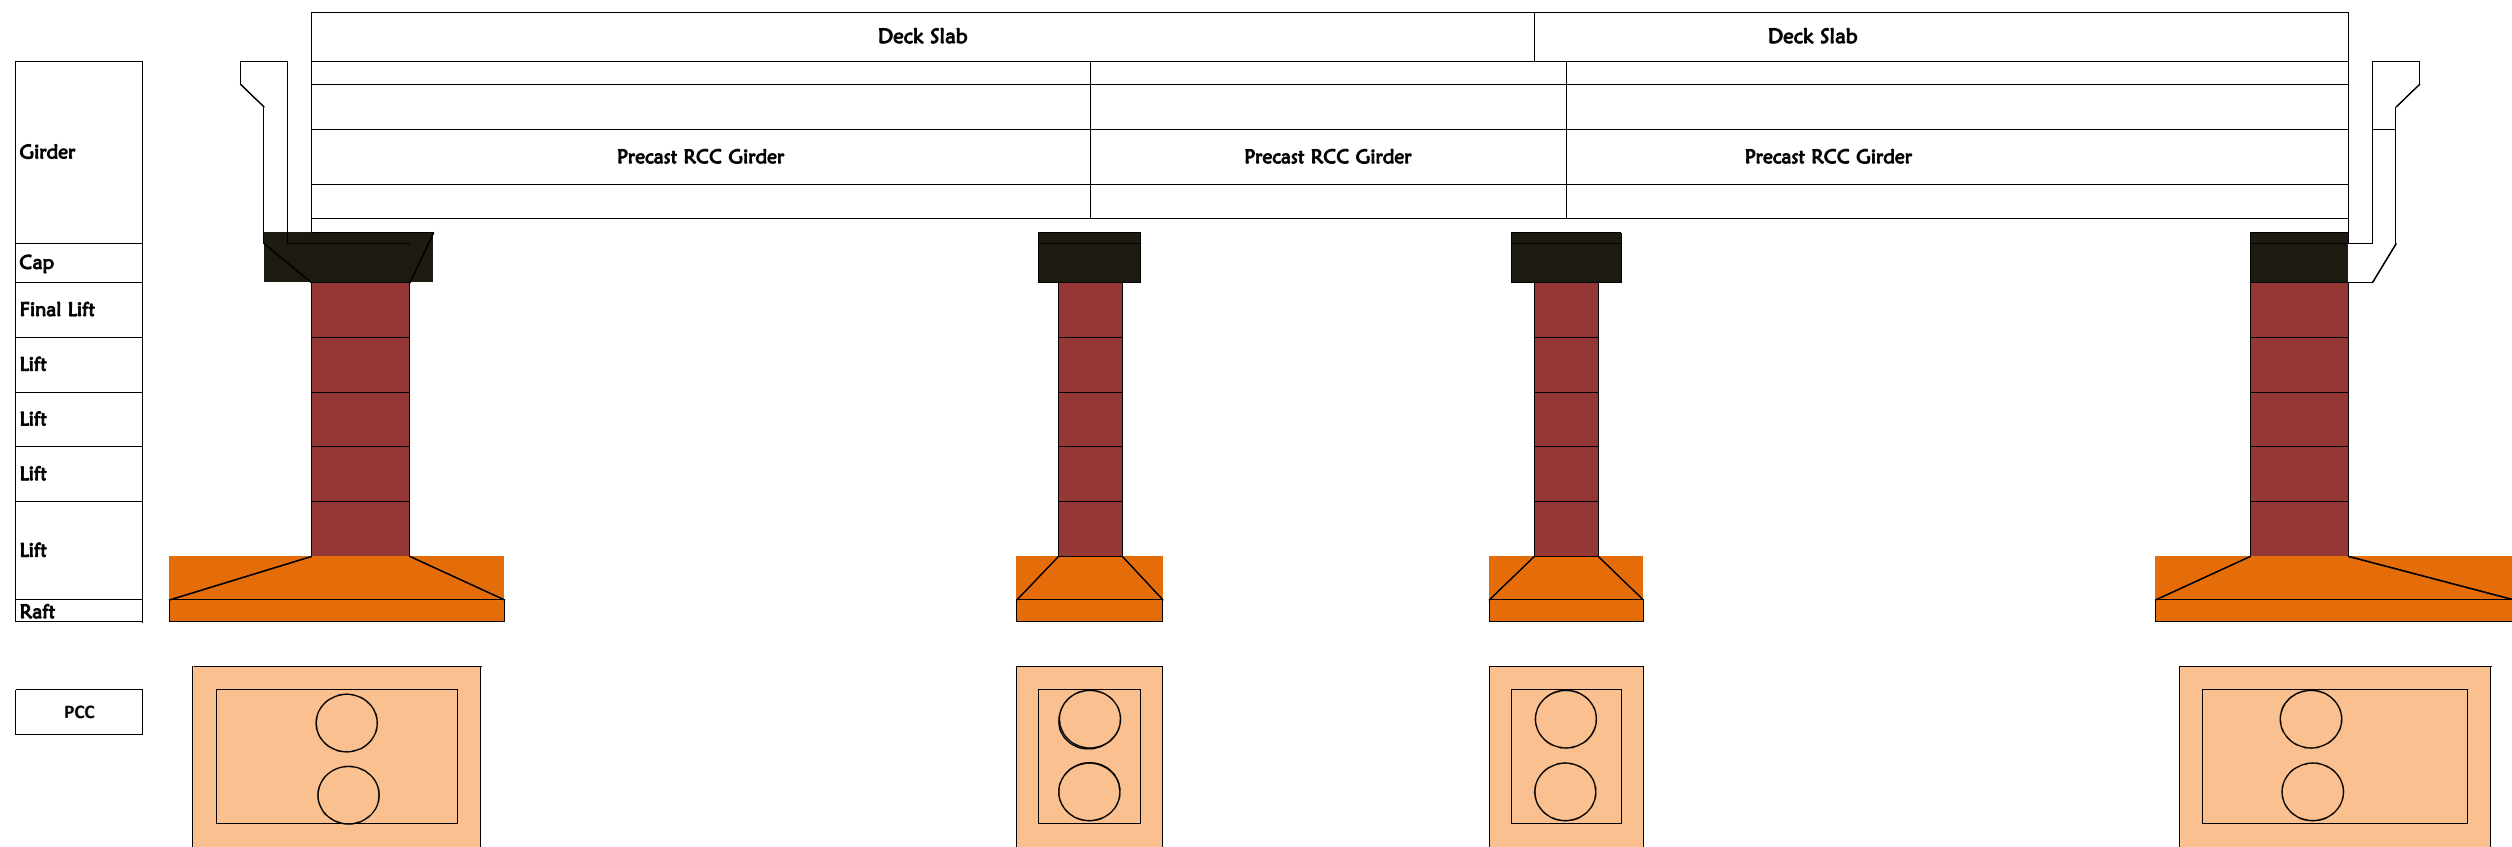 Deck Slab
Deck Slab
Girder
Precast RCC Girder
Precast RCC Girder
Precast RCC Girder
Cap
Final Lift
Lift
Lift
Lift
Lift
Raft
PCC